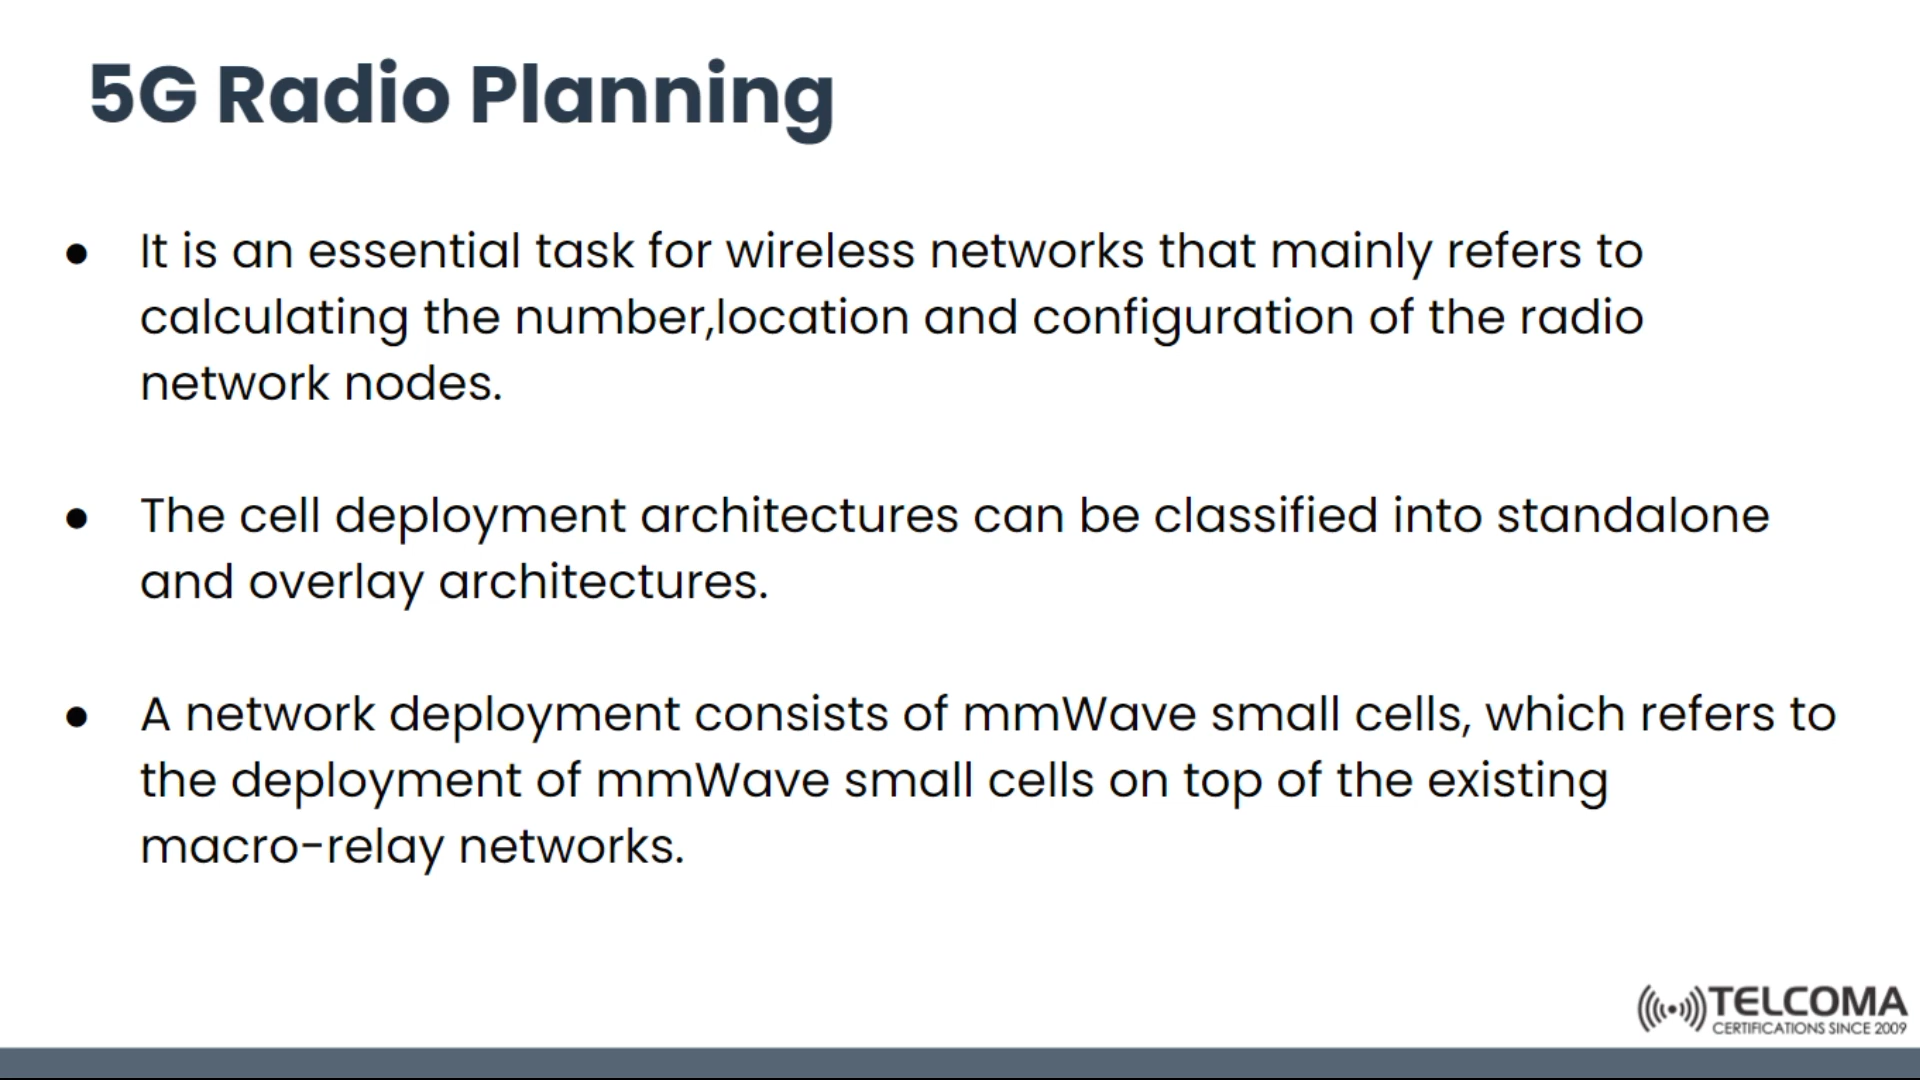 5G Radio Planning
● It is an essential task for wireless networks that mainly refers to
calculating the number,location and configuration of the radio
network nodes.
● The cell deployment architectures can be classified into standalone
and overlay architectures.
● A network deployment consists of mmWave small cells, which refers to
the deployment of mmWave small cells on top of the existing
macro-relay networks.
TELCOMA
CERTIFICATIONS SINCE 2009